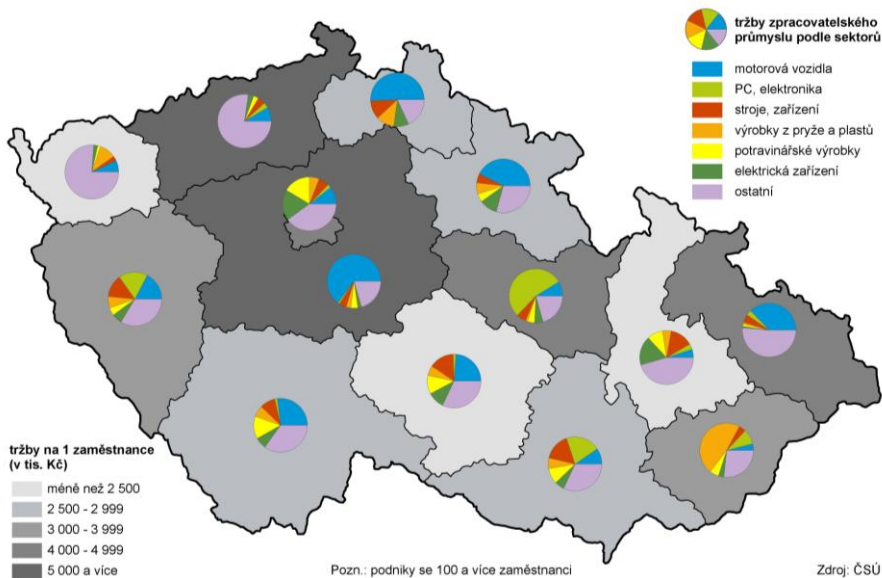 tržby zpracovatelského
průmyslu podle sektorů
motorová vozidla
PC, elektronika
stroje, zařízení
výrobky z pryže a plastů
potravinářské výrobky
elektrická zařízení
ostatní
tržby na 1 zaměstnance
(v tis. Kč)
méně než 2 500
2 500 - 2 999
3 000 - 3 999
4 000 - 4 999
5 000 a více
Pozn.: podniky se 100 a více zaměstnanci
Zdroj: ČSÚ